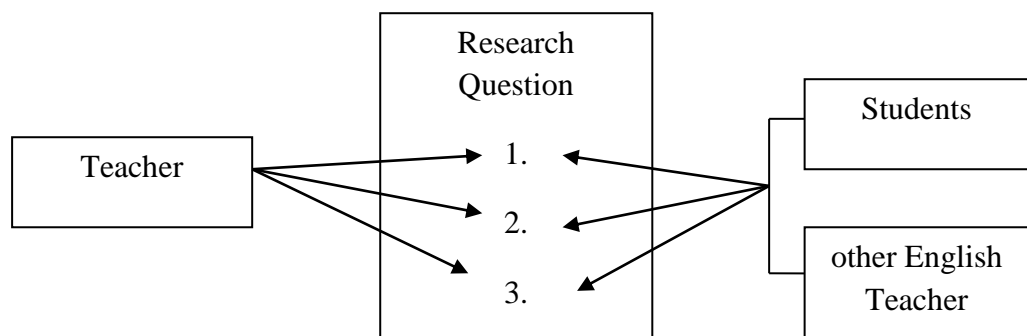 Teacher
Research
Question
1.
2.
3.
Students
other English
Teacher